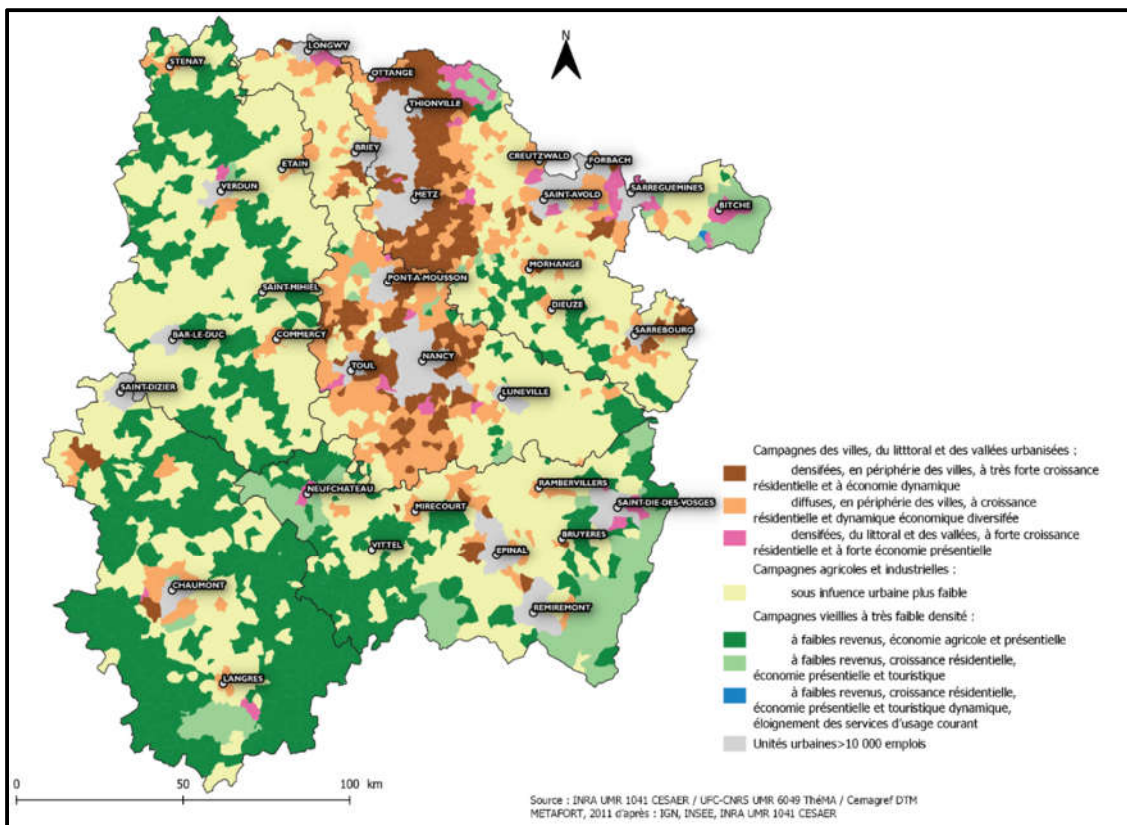 N
LONGWY
STENAY
OTTANGE
THIONVILLE
BRIEY
CREUTZWALD
FORBACH
ETAIN
VERDUN
METZ
SAINT-AVOLD
SARREGUEMINES
BITCHE
MORHANGE
PONT-A-MOUSSON
SAINT-MIHIEL
DIEUZE
BAR-LE-DUC
COMMERCY
SARREBOURG
NANCY
TOUL
SAINT-DIZIER
LUNEVILLE
NEUFCHATEAU
RAMBERVILLERS
MIRECOURT
SAINT-DIE-DES-VOSGES
BRUYERES
VITTEL
EPINAL
CHAUMONT
REMIREMONT
LANGRES
Campagnes des villes, du litttoral et des vallées urbanisées :
densifées, en périphérie des villes, à très forte croissance
résidentielle et à économie dynamique
diffuses, en périphérie des villes, à croissance
résidentielle et dynamique économique diversifée
densifées, du littoral et des vallées, à forte croissance
résidentielle et à forte économie présentielle
Campagnes agricoles et industrielles :
sous infuence urbaine plus faible
Campagnes vieillies à très faible densité :
à faibles revenus, économie agricole et présentielle
à faibles revenus, croissance résidentielle,
économie présentielle et touristique
à faibles revenus, croissance résidentielle,
économie présentielle et touristique dynamique,
éloignement des services d'usage courant
Unités urbaines>10 000 emplois
0 50 100 km
Source : INRA UMR 1041 CESAER / UFC-CNRS UMR 6049 ThéMA / Cemagref DTM
METAFORT, 2011 d'après : IGN, INSEE, INRA UMR 1041 CESAER